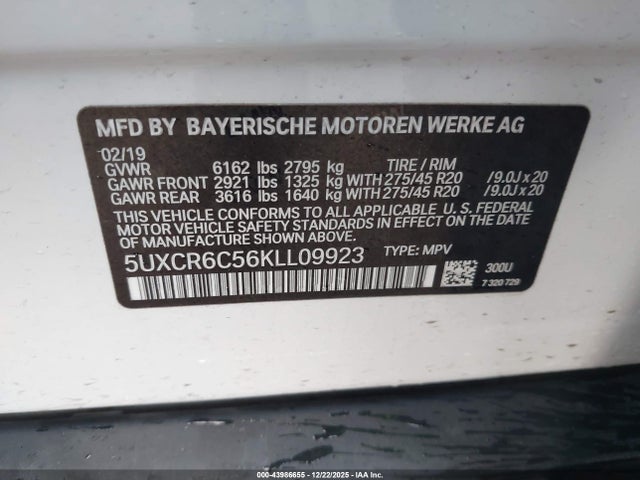 MFD BY BAYERISCHE MOTOREN WERKE AG
02/19
GVWR 6162 lbs 2795 kg TIRE / RIM
GAWR FRONT 2921 lbs 1325 kg WITH 275/45 R20 /9.0J x 20
GAWR REAR 3616 lbs 1640 kg WITH 275/45 R20 /9.0J x 20
THIS VEHICLE CONFORMS TO ALL APPLICABLE U. S. FEDERAL
MOTOR VEHICLE SAFETY STANDARDS IN EFFECT ON THE
DATE OF MANUFACTURE SHOWN ABOVE.
5UXCR6C56KLL09923 TYPE: MPV
300U
7 320 729
000-43986655 - 12/22/2025 - IAA Inc.